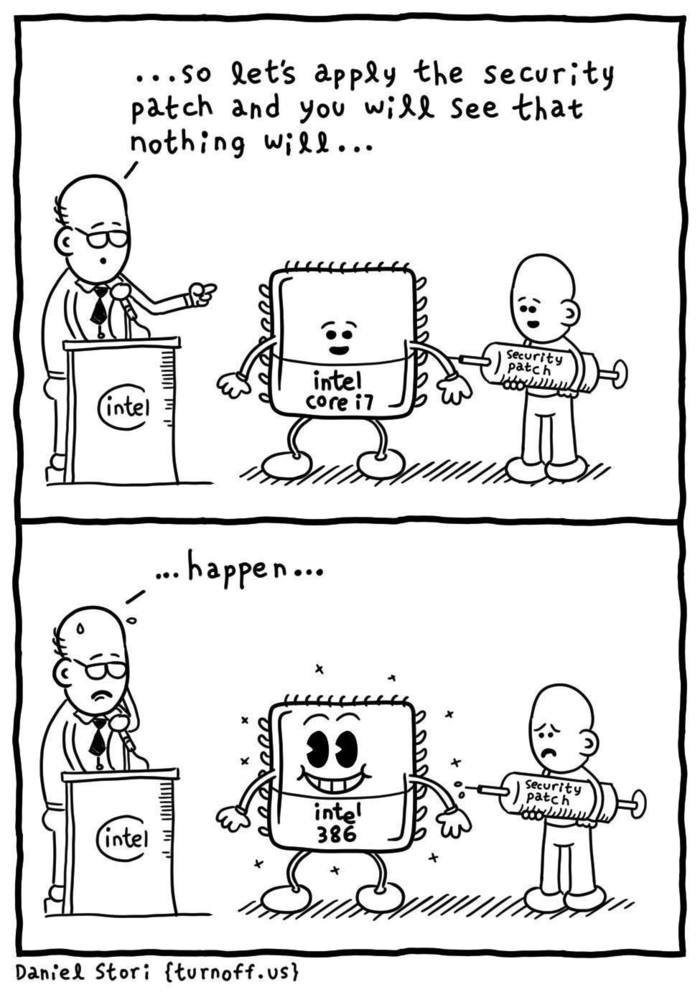 ...so let's apply the security
patch and you will see that
nothing will...
intel
intel
core i7
security
patch
...happen...
intel
intel
386
security
patch
Daniel Stori {turnoff.us}